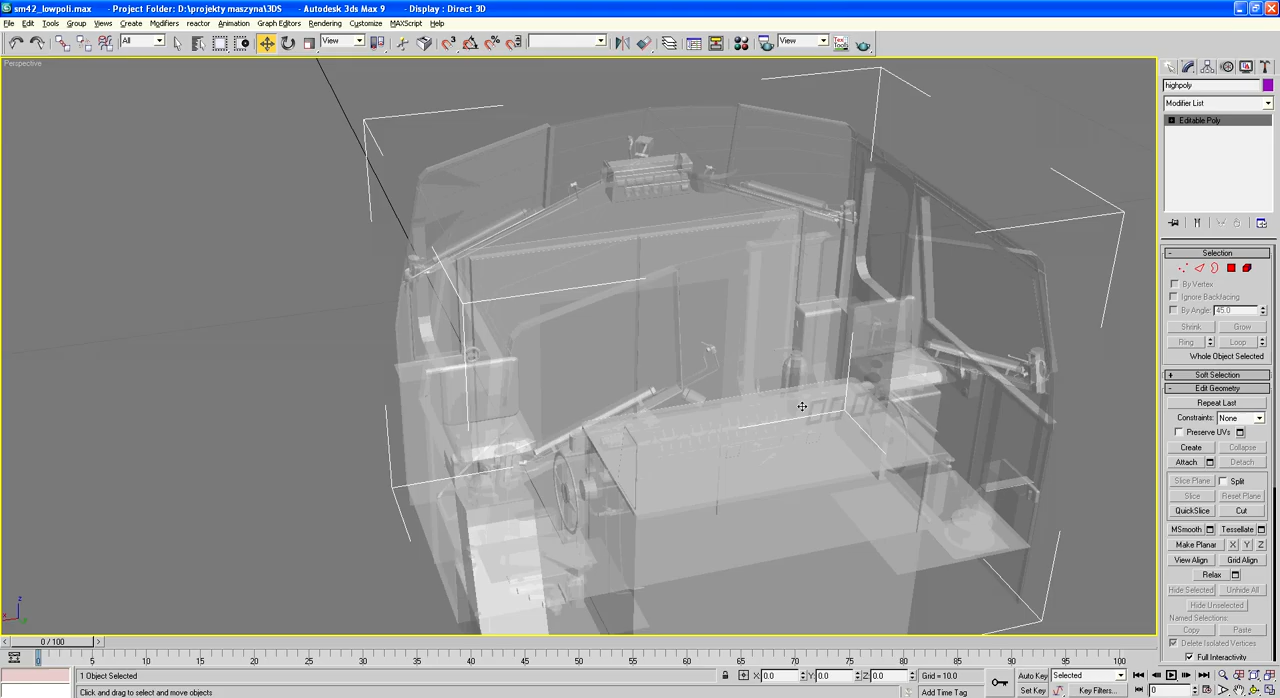 sm42_lowpoli.max - Project Folder: D:\projekty maszyna\3DS - Autodesk 3ds Max 9 - Display : Direct 3D
File Edit Tools Group Views Create Modifiers reactor Animation Graph Editors Rendering Customize MAXScript Help
All View View
Perspective
highpoly
Modifier List
Editable Poly
- Selection
By Vertex
Ignore Backfacing
By Angle: 45.0
Shrink Grow
Ring Loop
Whole Object Selected
+ Soft Selection
- Edit Geometry
Repeat Last
Constraints: None
Preserve UVs
Create Collapse
Attach Detach
Slice Plane Split
Slice Reset Plane
QuickSlice Cut
MSmooth Tessellate
Make Planar X Y Z
View Align Grid Align
Relax
Hide Selected Unhide All
Hide Unselected
Named Selections:
Copy Paste
Delete Isolated Vertices
Full Interactivity
0 / 100
0 5 10 15 20 25 30 35 40 45 50 55 60 65 70 75 80 85 90 95 100
1 Object Selected X: 0.0 Y: 0.0 Z: 0.0 Grid = 10.0 Auto Key Selected
Click and drag to select and move objects Add Time Tag Set Key Key Filters...